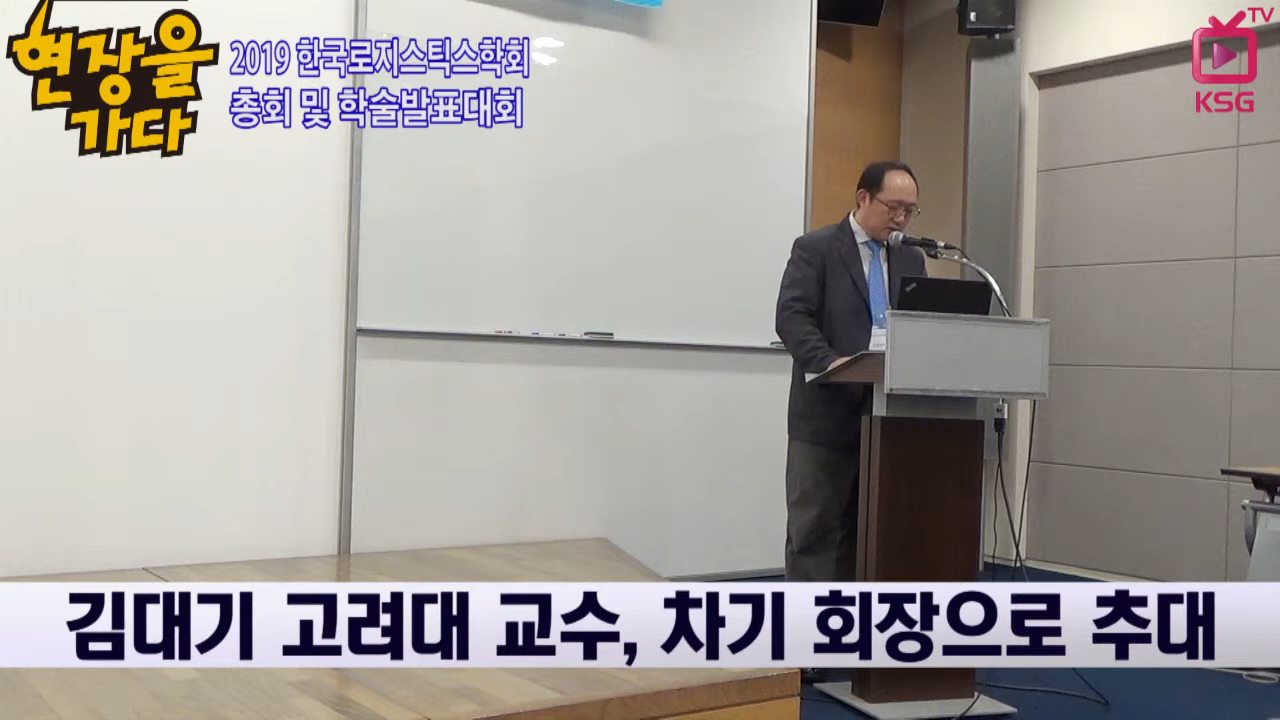 현장을
가다
2019 한국로지스틱스학회
총회 및 학술발표대회
TV
KSG
김대기 고려대 교수, 차기 회장으로 추대